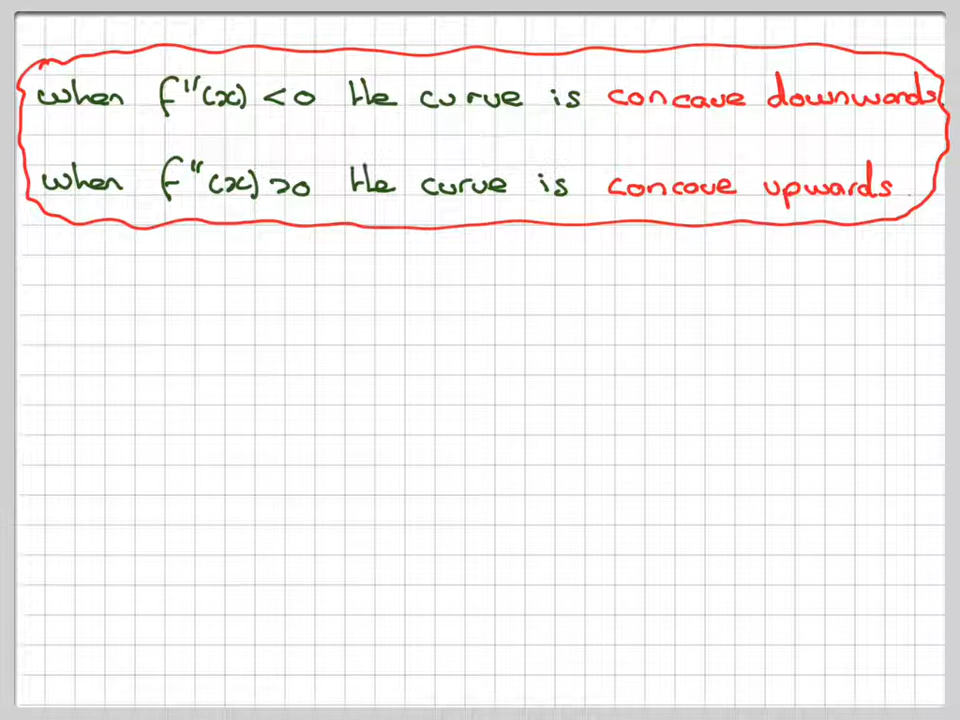 when f"(x) <0 the curve is concave downwards
when f"(x) >0 the curve is concave upwards